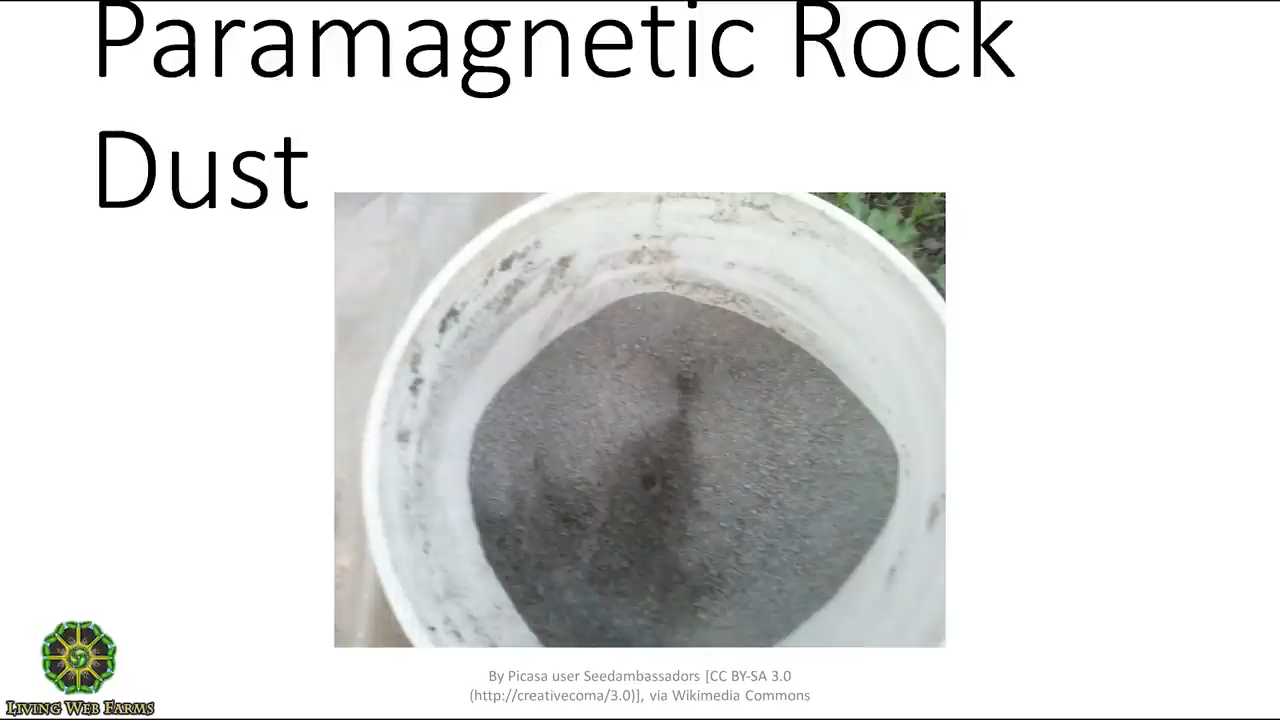 Paramagnetic Rock
Dust
By Picasa user Seedambassadors [CC BY-SA 3.0
(http://creativecoma/3.0)], via Wikimedia Commons
LIVING WEB FARMS